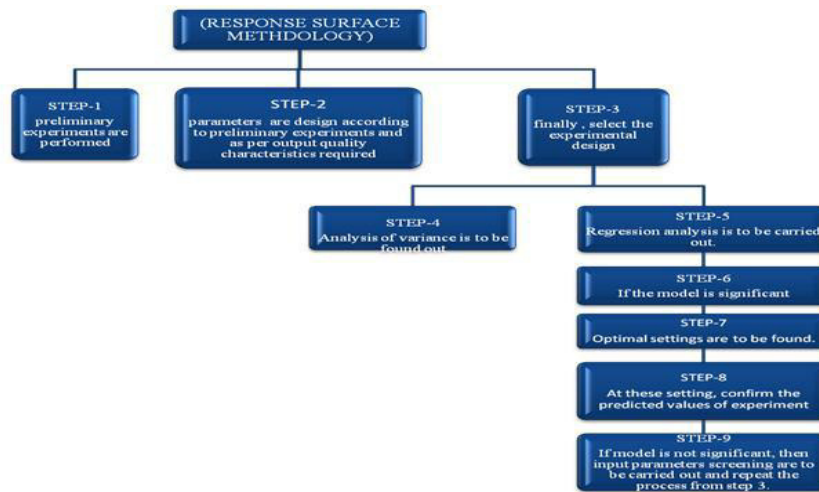 (RESPONSE SURFACE
METHDOLOGY)
STEP-1
preliminary
experiments are
performed
STEP-2
parameters are design according
to preliminary experiments and
as per output quality
characteristics required
STEP-3
finally , select the
experimental
design
STEP-4
Analysis of variance is to be
found out
STEP-5
Regression analysis is to be carried
out.
STEP-6
If the model is significant
STEP-7
Optimal settings are to be found.
STEP-8
At these setting, confirm the
predicted values of experiment
STEP-9
If model is not significant, then
input parameters screening are to
be carried out and repeat the
process from step 3.